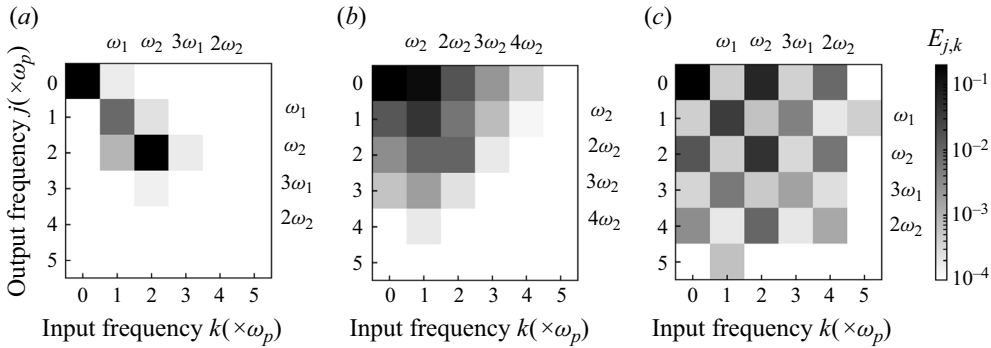 (a)
ω₁ ω₂ 3ω₁ 2ω₂
Output frequency j(×ωₚ)
0
1
2
3
4
5
ω₁
ω₂
3ω₁
2ω₂
0 1 2 3 4 5
Input frequency k(×ωₚ)
(b)
ω₂ 2ω₂ 3ω₂ 4ω₂
0
1
2
3
4
5
ω₂
2ω₂
3ω₂
4ω₂
0 1 2 3 4 5
Input frequency k(×ωₚ)
(c)
ω₁ ω₂ 3ω₁ 2ω₂
0
1
2
3
4
5
ω₁
ω₂
3ω₁
2ω₂
0 1 2 3 4 5
Input frequency k(×ωₚ)
E_{j,k}
10⁻¹
10⁻²
10⁻³
10⁻⁴